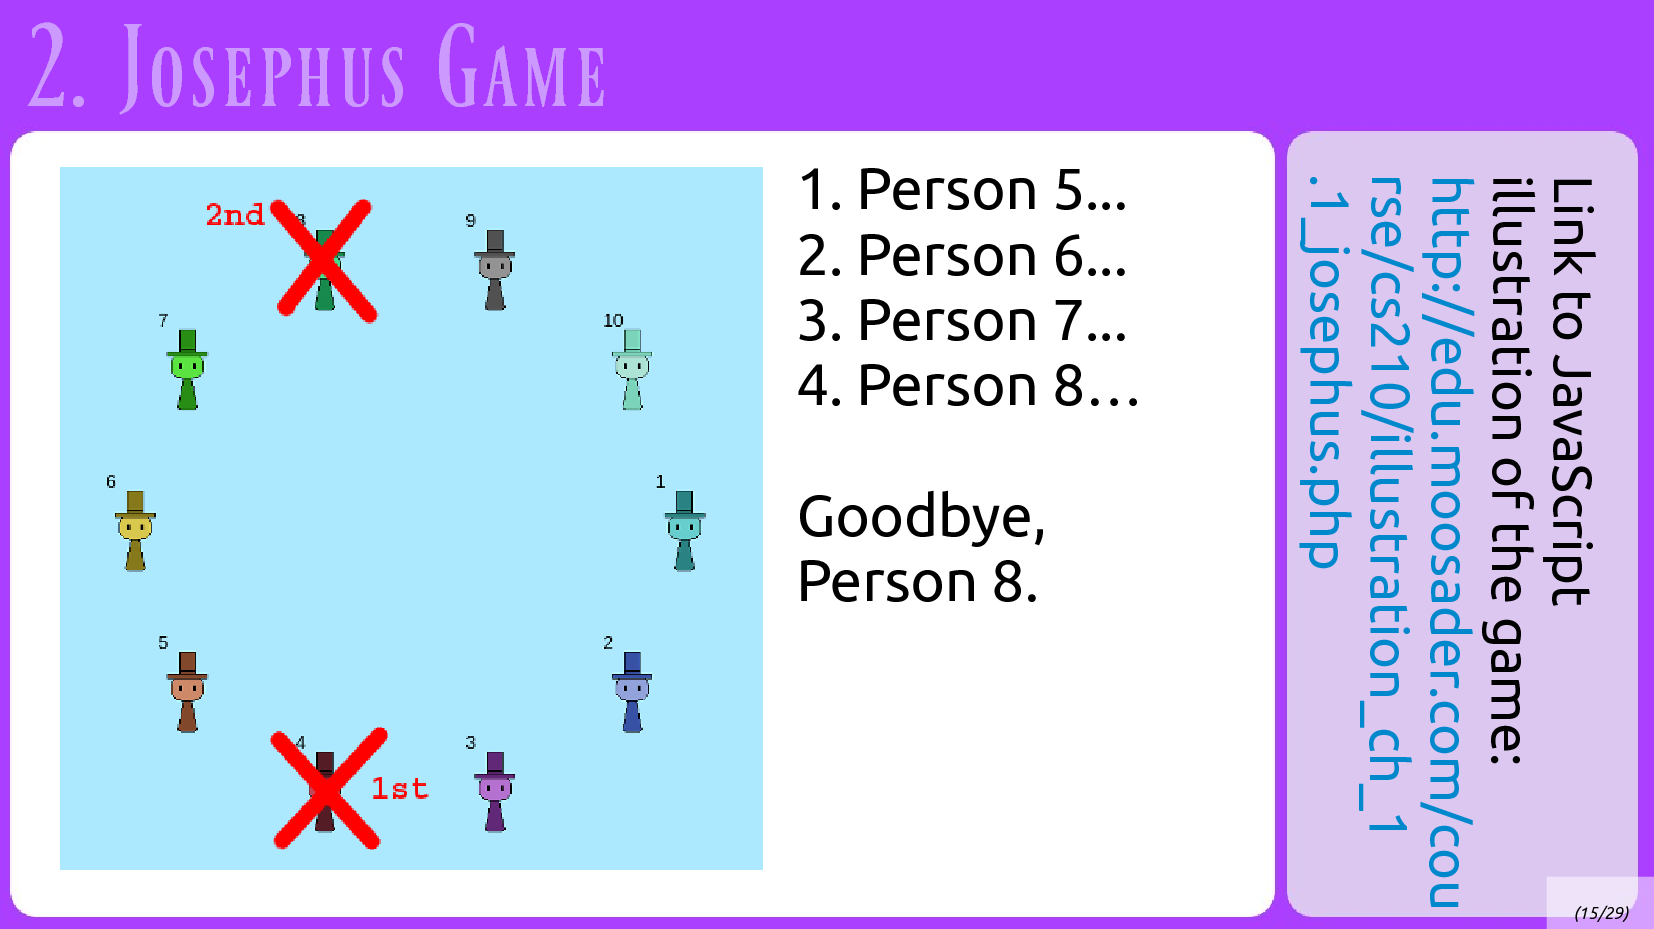 2. Josephus Game
2nd
8
9
7
10
6
1
5
2
4
3
1st
1. Person 5...
2. Person 6...
3. Person 7...
4. Person 8...
Goodbye,
Person 8.
Link to JavaScript
illustration of the game:
http://edu.moosader.com/cou
rse/cs210/illustration_ch_1
.1_josephus.php
(15/29)